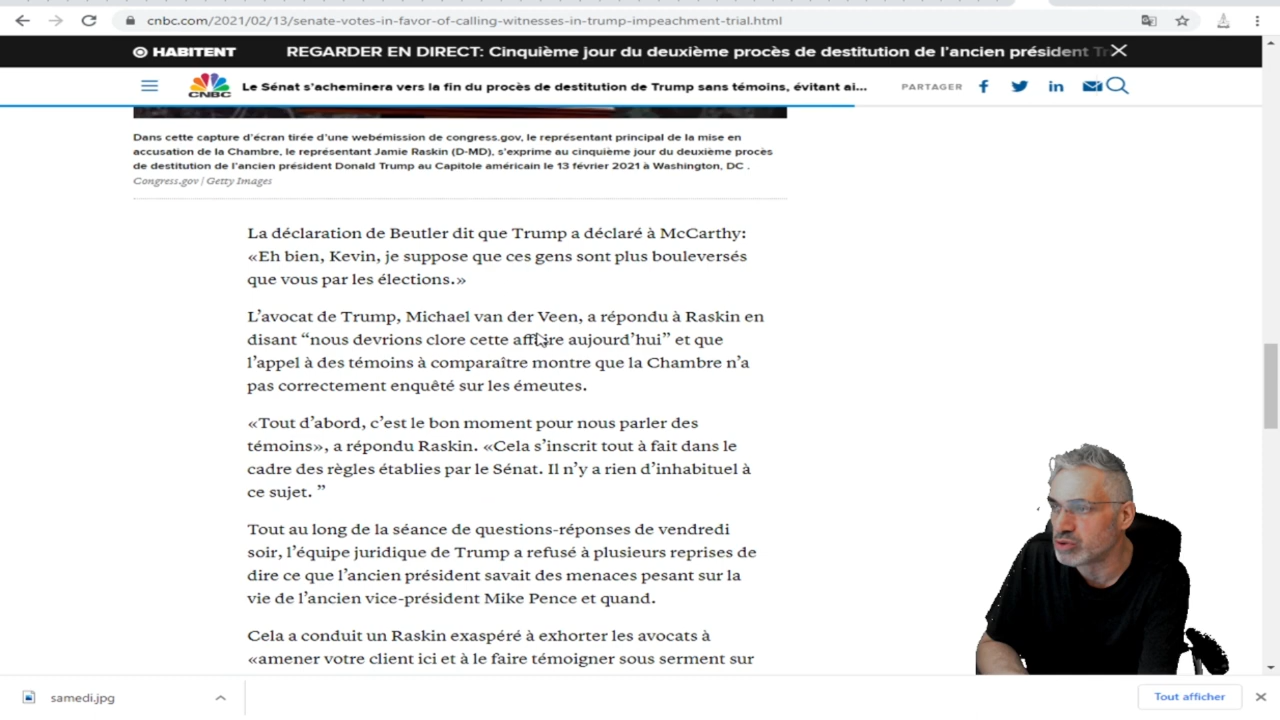 cnbc.com/2021/02/13/senate-votes-in-favor-of-calling-witnesses-in-trump-impeachment-trial.html
HABITENT REGARDER EN DIRECT: Cinquième jour du deuxième procès de destitution de l'ancien président Tr
CNBC Le Sénat s'acheminera vers la fin du procès de destitution de Trump sans témoins, évitant ai... PARTAGER
Dans cette capture d'écran tirée d'une webémission de congress.gov, le représentant principal de la mise en
accusation de la Chambre, le représentant Jamie Raskin (D-MD), s'exprime au cinquième jour du deuxième procès
de destitution de l'ancien président Donald Trump au Capitole américain le 13 février 2021 à Washington, DC .
Congress.gov | Getty Images
La déclaration de Beutler dit que Trump a déclaré à McCarthy:
«Eh bien, Kevin, je suppose que ces gens sont plus bouleversés
que vous par les élections.»
L'avocat de Trump, Michael van der Veen, a répondu à Raskin en
disant “nous devrions clore cette affaire aujourd'hui” et que
l'appel à des témoins à comparaître montre que la Chambre n'a
pas correctement enquêté sur les émeutes.
«Tout d'abord, c'est le bon moment pour nous parler des
témoins», a répondu Raskin. «Cela s'inscrit tout à fait dans le
cadre des règles établies par le Sénat. Il n'y a rien d'inhabituel à
ce sujet. ”
Tout au long de la séance de questions-réponses de vendredi
soir, l'équipe juridique de Trump a refusé à plusieurs reprises de
dire ce que l'ancien président savait des menaces pesant sur la
vie de l'ancien vice-président Mike Pence et quand.
Cela a conduit un Raskin exaspéré à exhorter les avocats à
«amener votre client ici et à le faire témoigner sous serment sur
samedi.jpg
Tout afficher